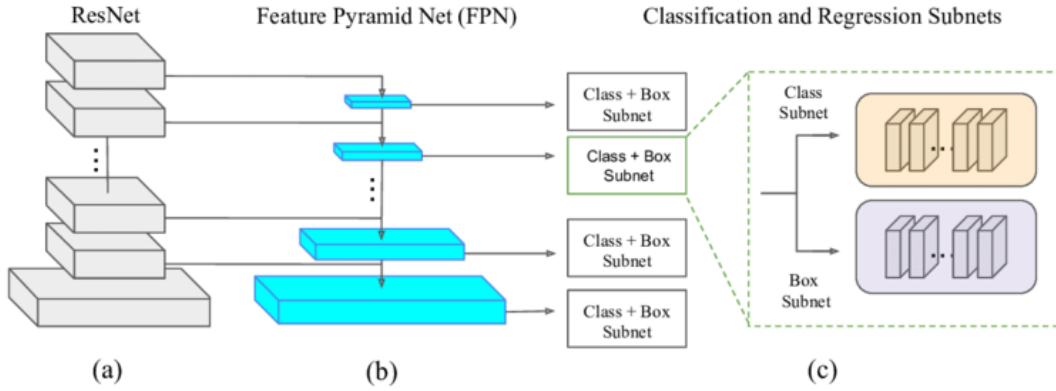 ResNet
Feature Pyramid Net (FPN)
Classification and Regression Subnets
Class + Box
Subnet
Class + Box
Subnet
Class + Box
Subnet
Class + Box
Subnet
Class
Subnet
Box
Subnet
(a)
(b)
(c)